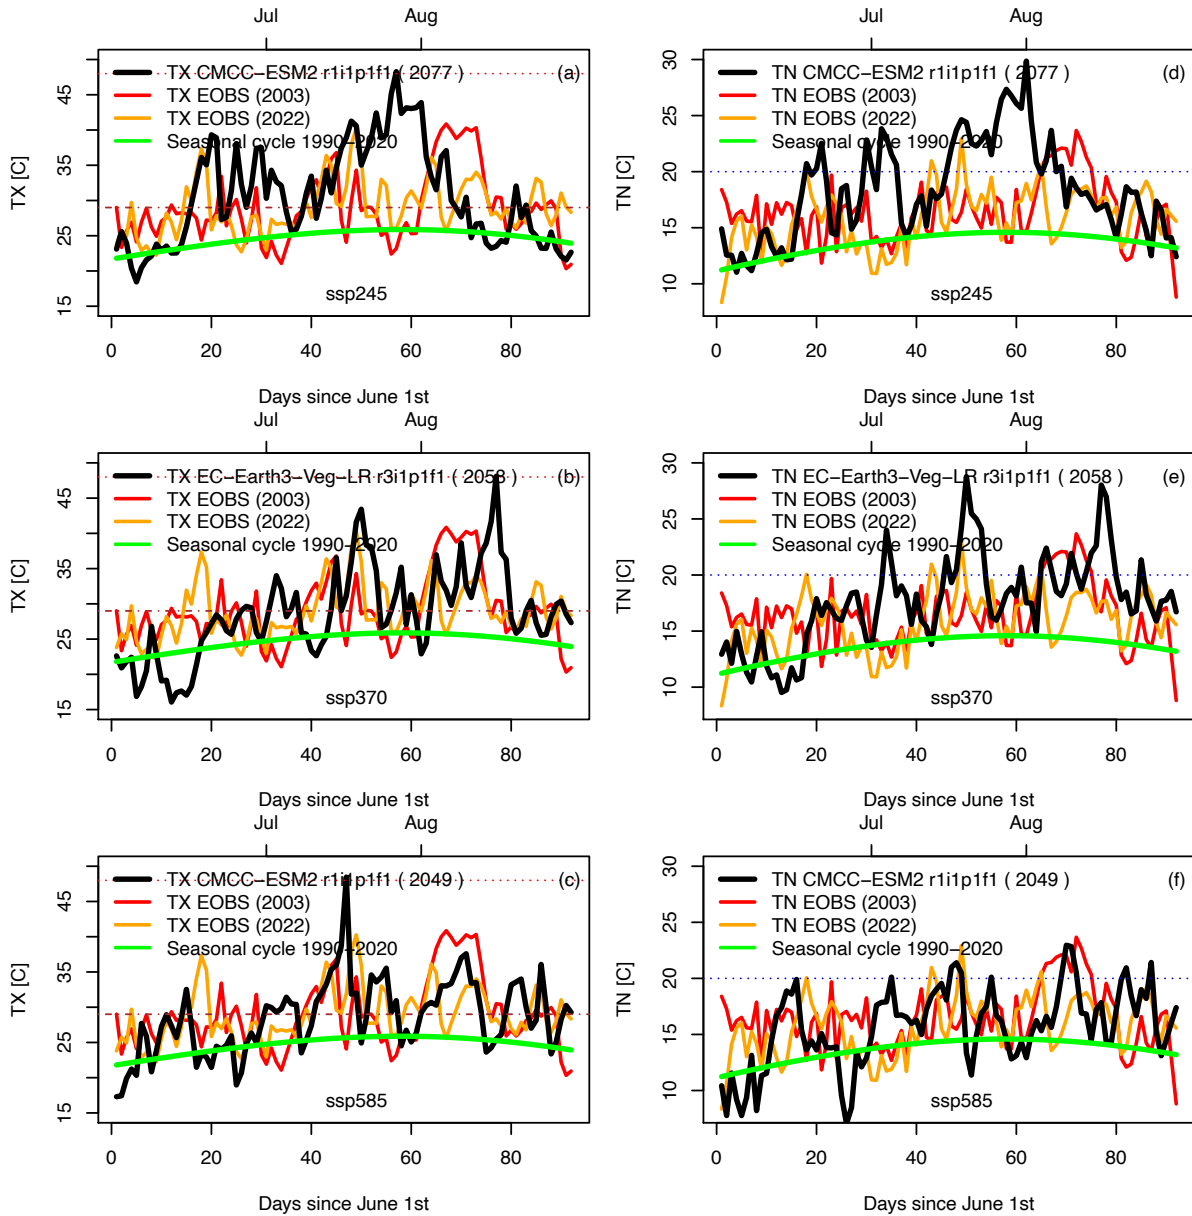 Jul Aug
TX CMCC−ESM2 r1i1p1f1 ( 2077 ) (a)
TX EOBS (2003)
TX EOBS (2022)
Seasonal cycle 1990−2020
ssp245
TX [C]
15 25 35 45
0 20 40 60 80
Days since June 1st
Jul Aug
TN CMCC−ESM2 r1i1p1f1 ( 2077 ) (d)
TN EOBS (2003)
TN EOBS (2022)
Seasonal cycle 1990−2020
ssp245
TN [C]
10 15 20 25 30
0 20 40 60 80
Days since June 1st
Jul Aug
TX EC−Earth3−Veg−LR r3i1p1f1 ( 2058 ) (b)
TX EOBS (2003)
TX EOBS (2022)
Seasonal cycle 1990−2020
ssp370
TX [C]
15 25 35 45
0 20 40 60 80
Days since June 1st
Jul Aug
TN EC−Earth3−Veg−LR r3i1p1f1 ( 2058 ) (e)
TN EOBS (2003)
TN EOBS (2022)
Seasonal cycle 1990−2020
ssp370
TN [C]
10 15 20 25 30
0 20 40 60 80
Days since June 1st
Jul Aug
TX CMCC−ESM2 r1i1p1f1 ( 2049 ) (c)
TX EOBS (2003)
TX EOBS (2022)
Seasonal cycle 1990−2020
ssp585
TX [C]
15 25 35 45
0 20 40 60 80
Days since June 1st
Jul Aug
TN CMCC−ESM2 r1i1p1f1 ( 2049 ) (f)
TN EOBS (2003)
TN EOBS (2022)
Seasonal cycle 1990−2020
ssp585
TN [C]
10 15 20 25 30
0 20 40 60 80
Days since June 1st